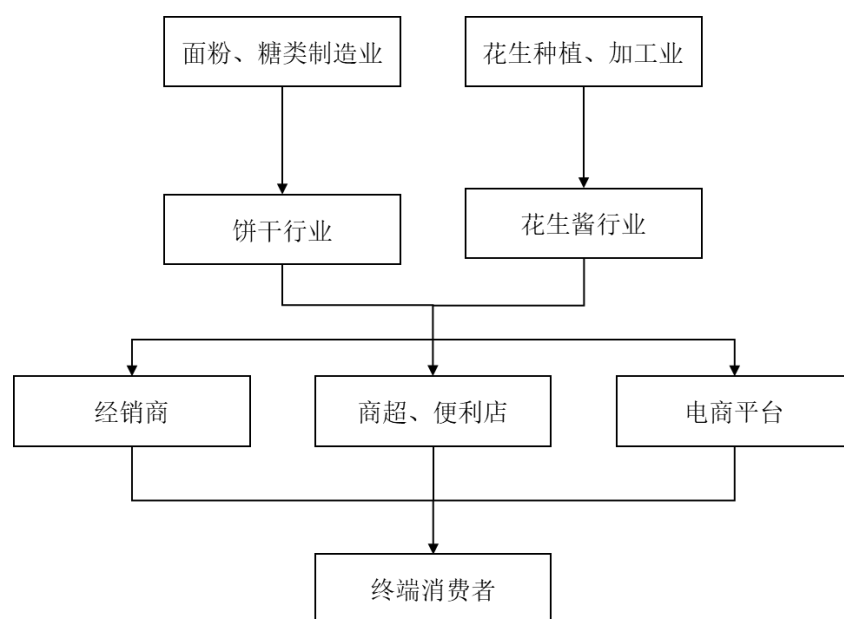 面粉、糖类制造业
花生种植、加工业
饼干行业
花生酱行业
经销商
商超、便利店
电商平台
终端消费者